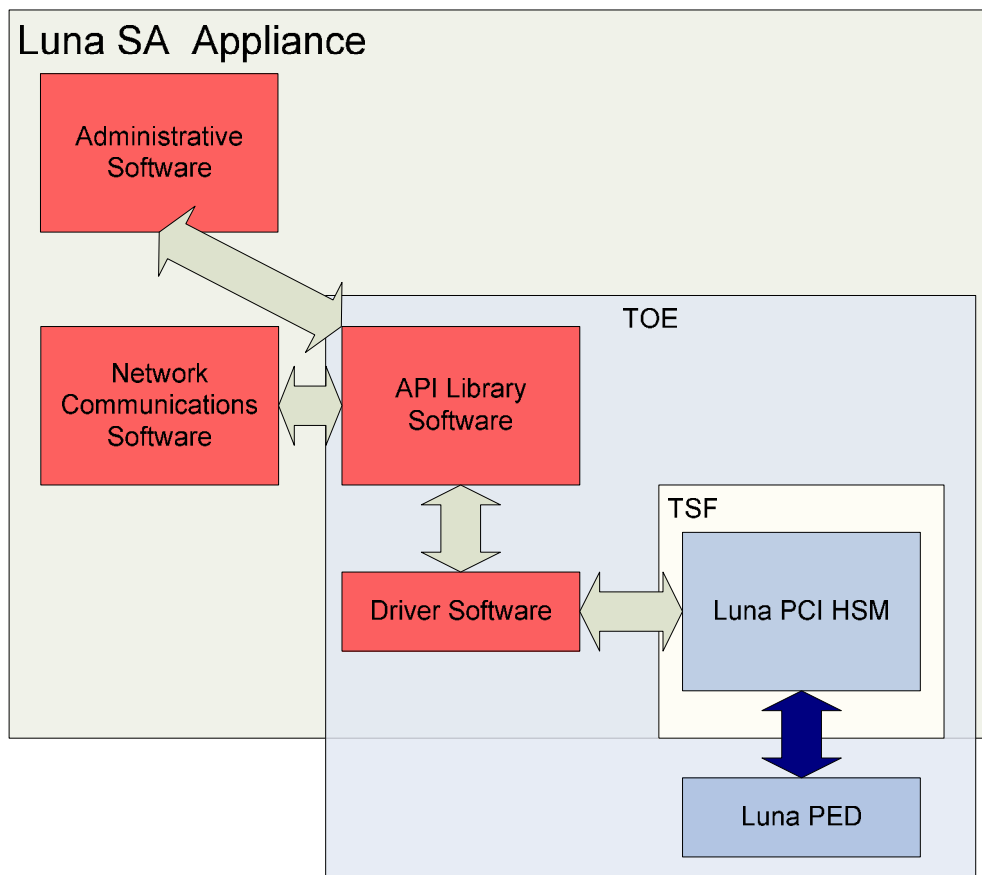 Luna SA Appliance
Administrative
Software
TOE
Network
Communications
Software
API Library
Software
TSF
Driver Software
Luna PCI HSM
Luna PED